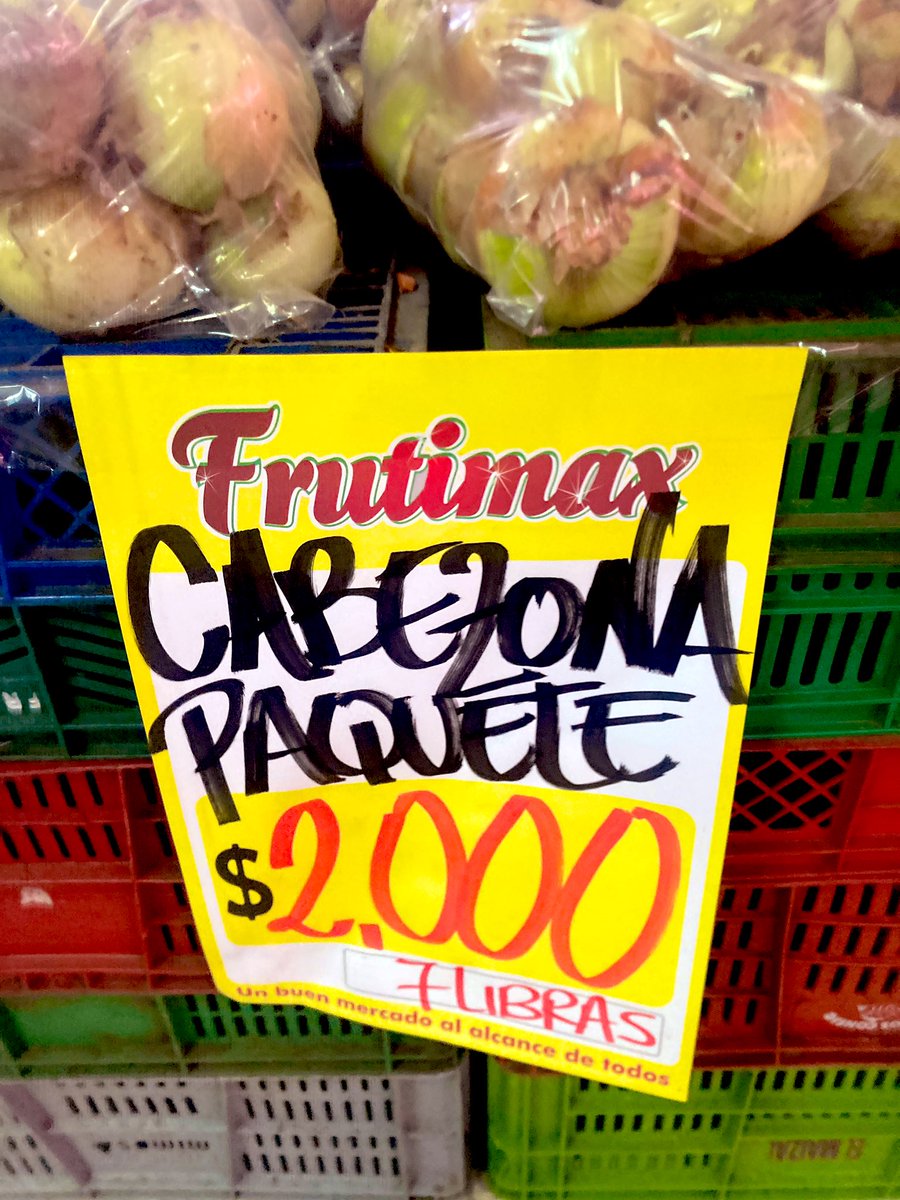 Frutimax
CABEZONA
PAQUETE
$2,000
7 LIBRAS
Un buen mercado al alcance de todos